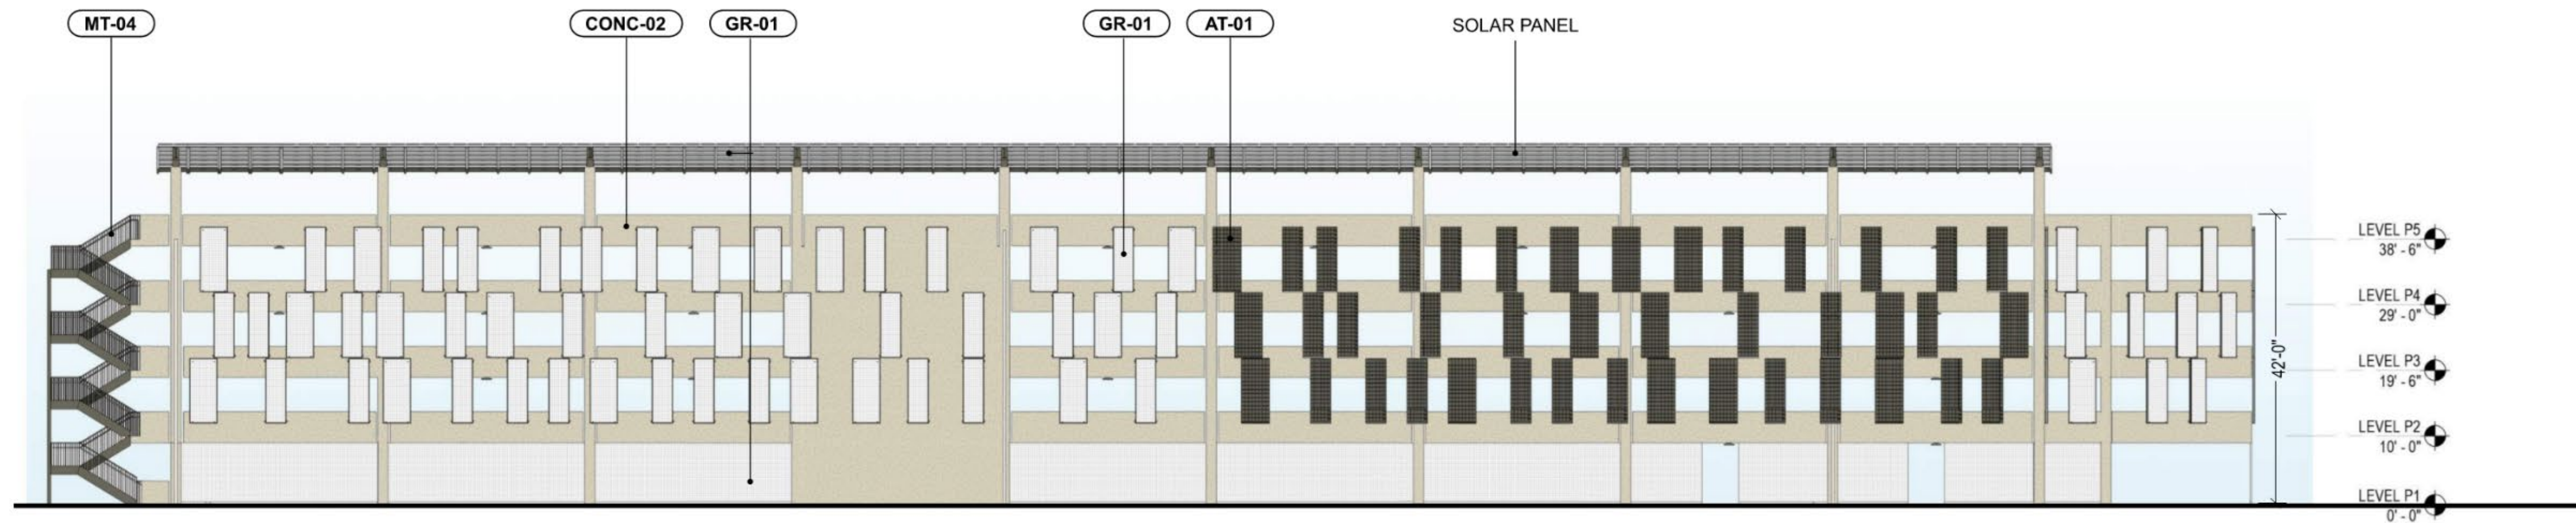 MT-04
CONC-02
GR-01
GR-01
AT-01
SOLAR PANEL
LEVEL P5
38' - 6"
LEVEL P4
29' - 0"
LEVEL P3
19' - 6"
42'-0"
LEVEL P2
10' - 0"
LEVEL P1
0' - 0"